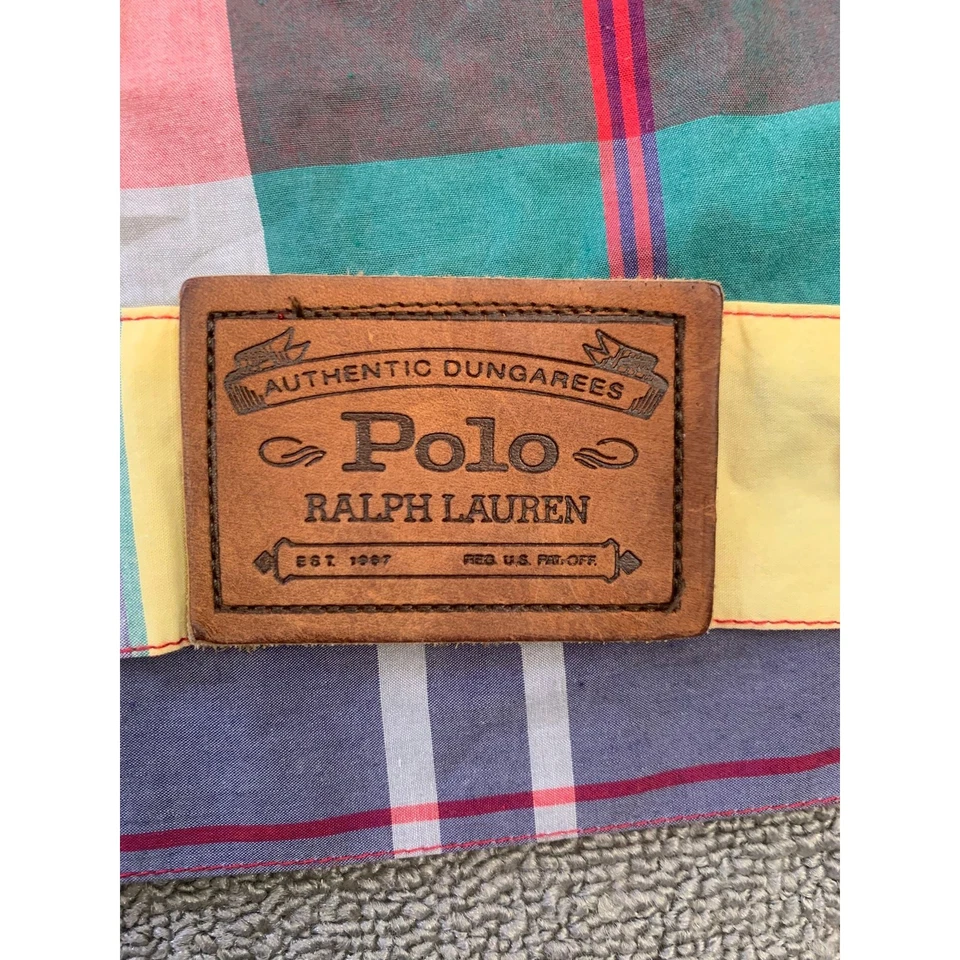 AUTHENTIC DUNGAREES
Polo
RALPH LAUREN
EST. 1967 REG. U.S. PAT. OFF.